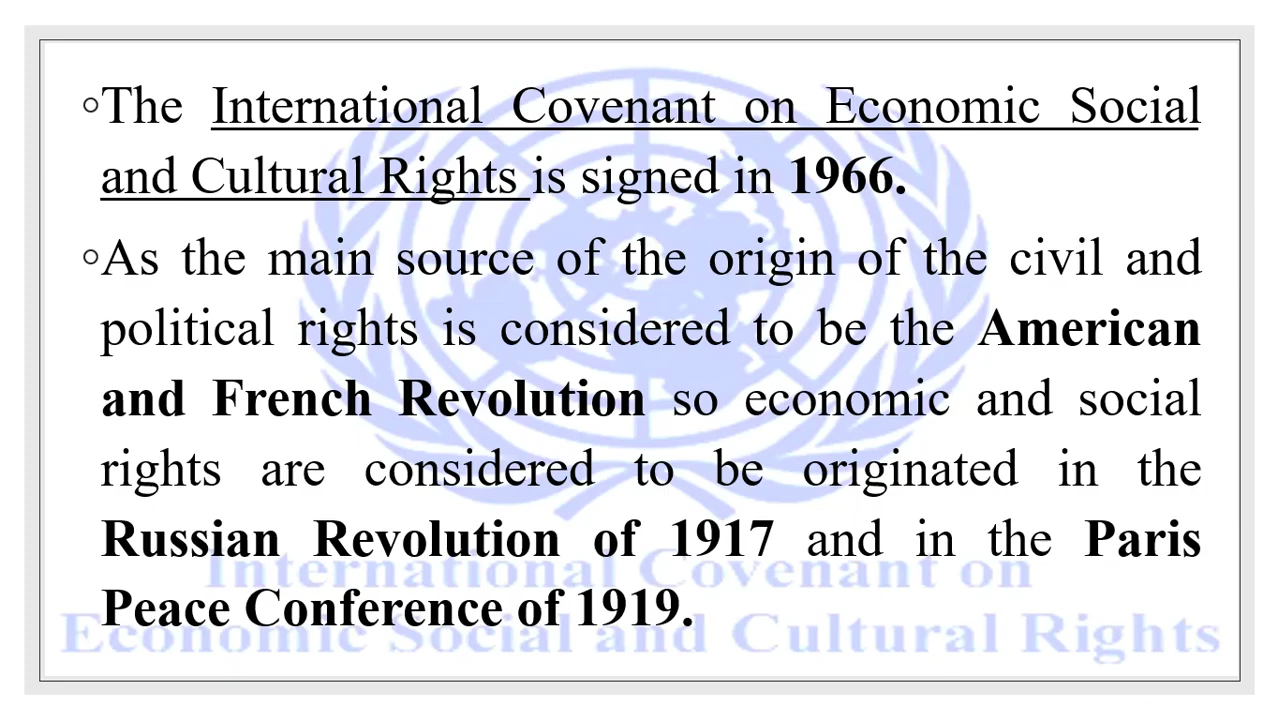 ◦The International Covenant on Economic Social
and Cultural Rights is signed in 1966.
◦As the main source of the origin of the civil and
political rights is considered to be the American
and French Revolution so economic and social
rights are considered to be originated in the
Russian Revolution of 1917 and in the Paris
Peace Conference of 1919.
International Covenant on
Economic Social and Cultural Rights